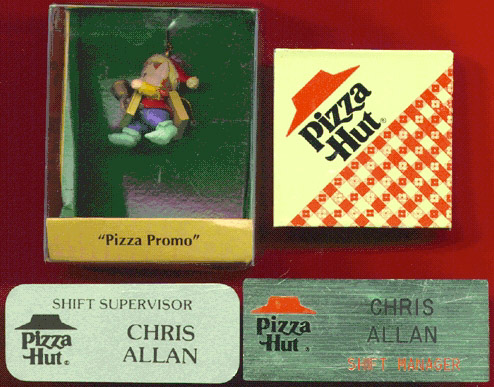 Pizza
Hut®
"Pizza Promo"
SHIFT SUPERVISOR
Pizza
Hut®
CHRIS
ALLAN
Pizza
Hut
CHRIS
ALLAN
SHIFT MANAGER